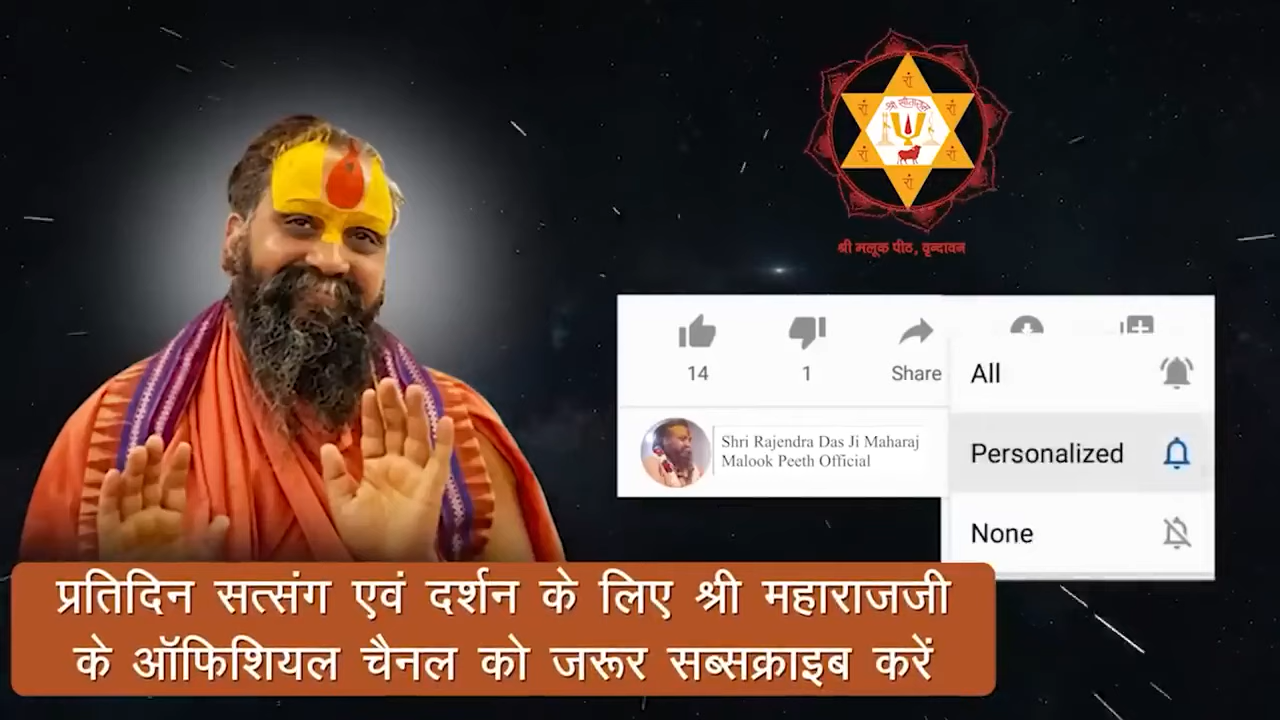 रां
रां
रां
श्री सीताराम
रां
रां
रां
श्री मलूक पीठ, वृन्दावन
14
1
Share
All
Personalized
None
Shri Rajendra Das Ji Maharaj
Malook Peeth Official
प्रतिदिन सत्संग एवं दर्शन के लिए श्री महाराजजी
के ऑफिशियल चैनल को जरूर सब्सक्राइब करें